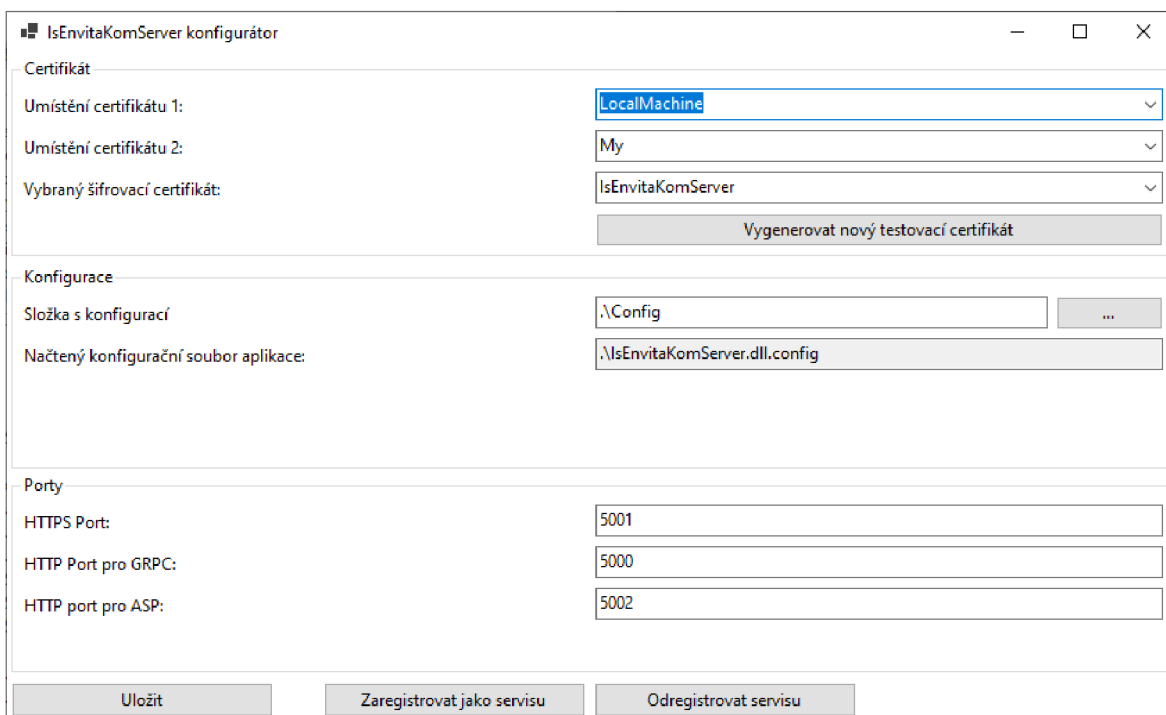 IsEnvitaKomServer konfigurátor
Certifikát
Umístění certifikátu 1: LocalMachine
Umístění certifikátu 2: My
Vybraný šifrovací certifikát: IsEnvitaKomServer
Vygenerovat nový testovací certifikát
Konfigurace
Složka s konfigurací .\Config ...
Načtený konfigurační soubor aplikace: .\IsEnvitaKomServer.dll.config
Porty
HTTPS Port: 5001
HTTP Port pro GRPC: 5000
HTTP port pro ASP: 5002
Uložit Zaregistrovat jako servisu Odregistrovat servisu